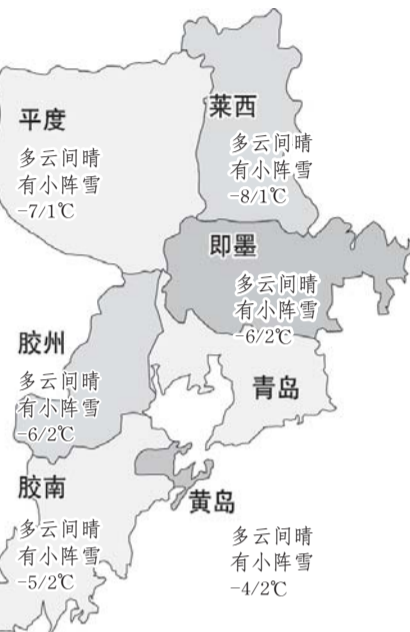 平度
多云间晴
有小阵雪
-7/1℃
莱西
多云间晴
有小阵雪
-8/1℃
即墨
多云间晴
有小阵雪
-6/2℃
胶州
多云间晴
有小阵雪
-6/2℃
青岛
胶南
多云间晴
有小阵雪
-5/2℃
黄岛
多云间晴
有小阵雪
-4/2℃